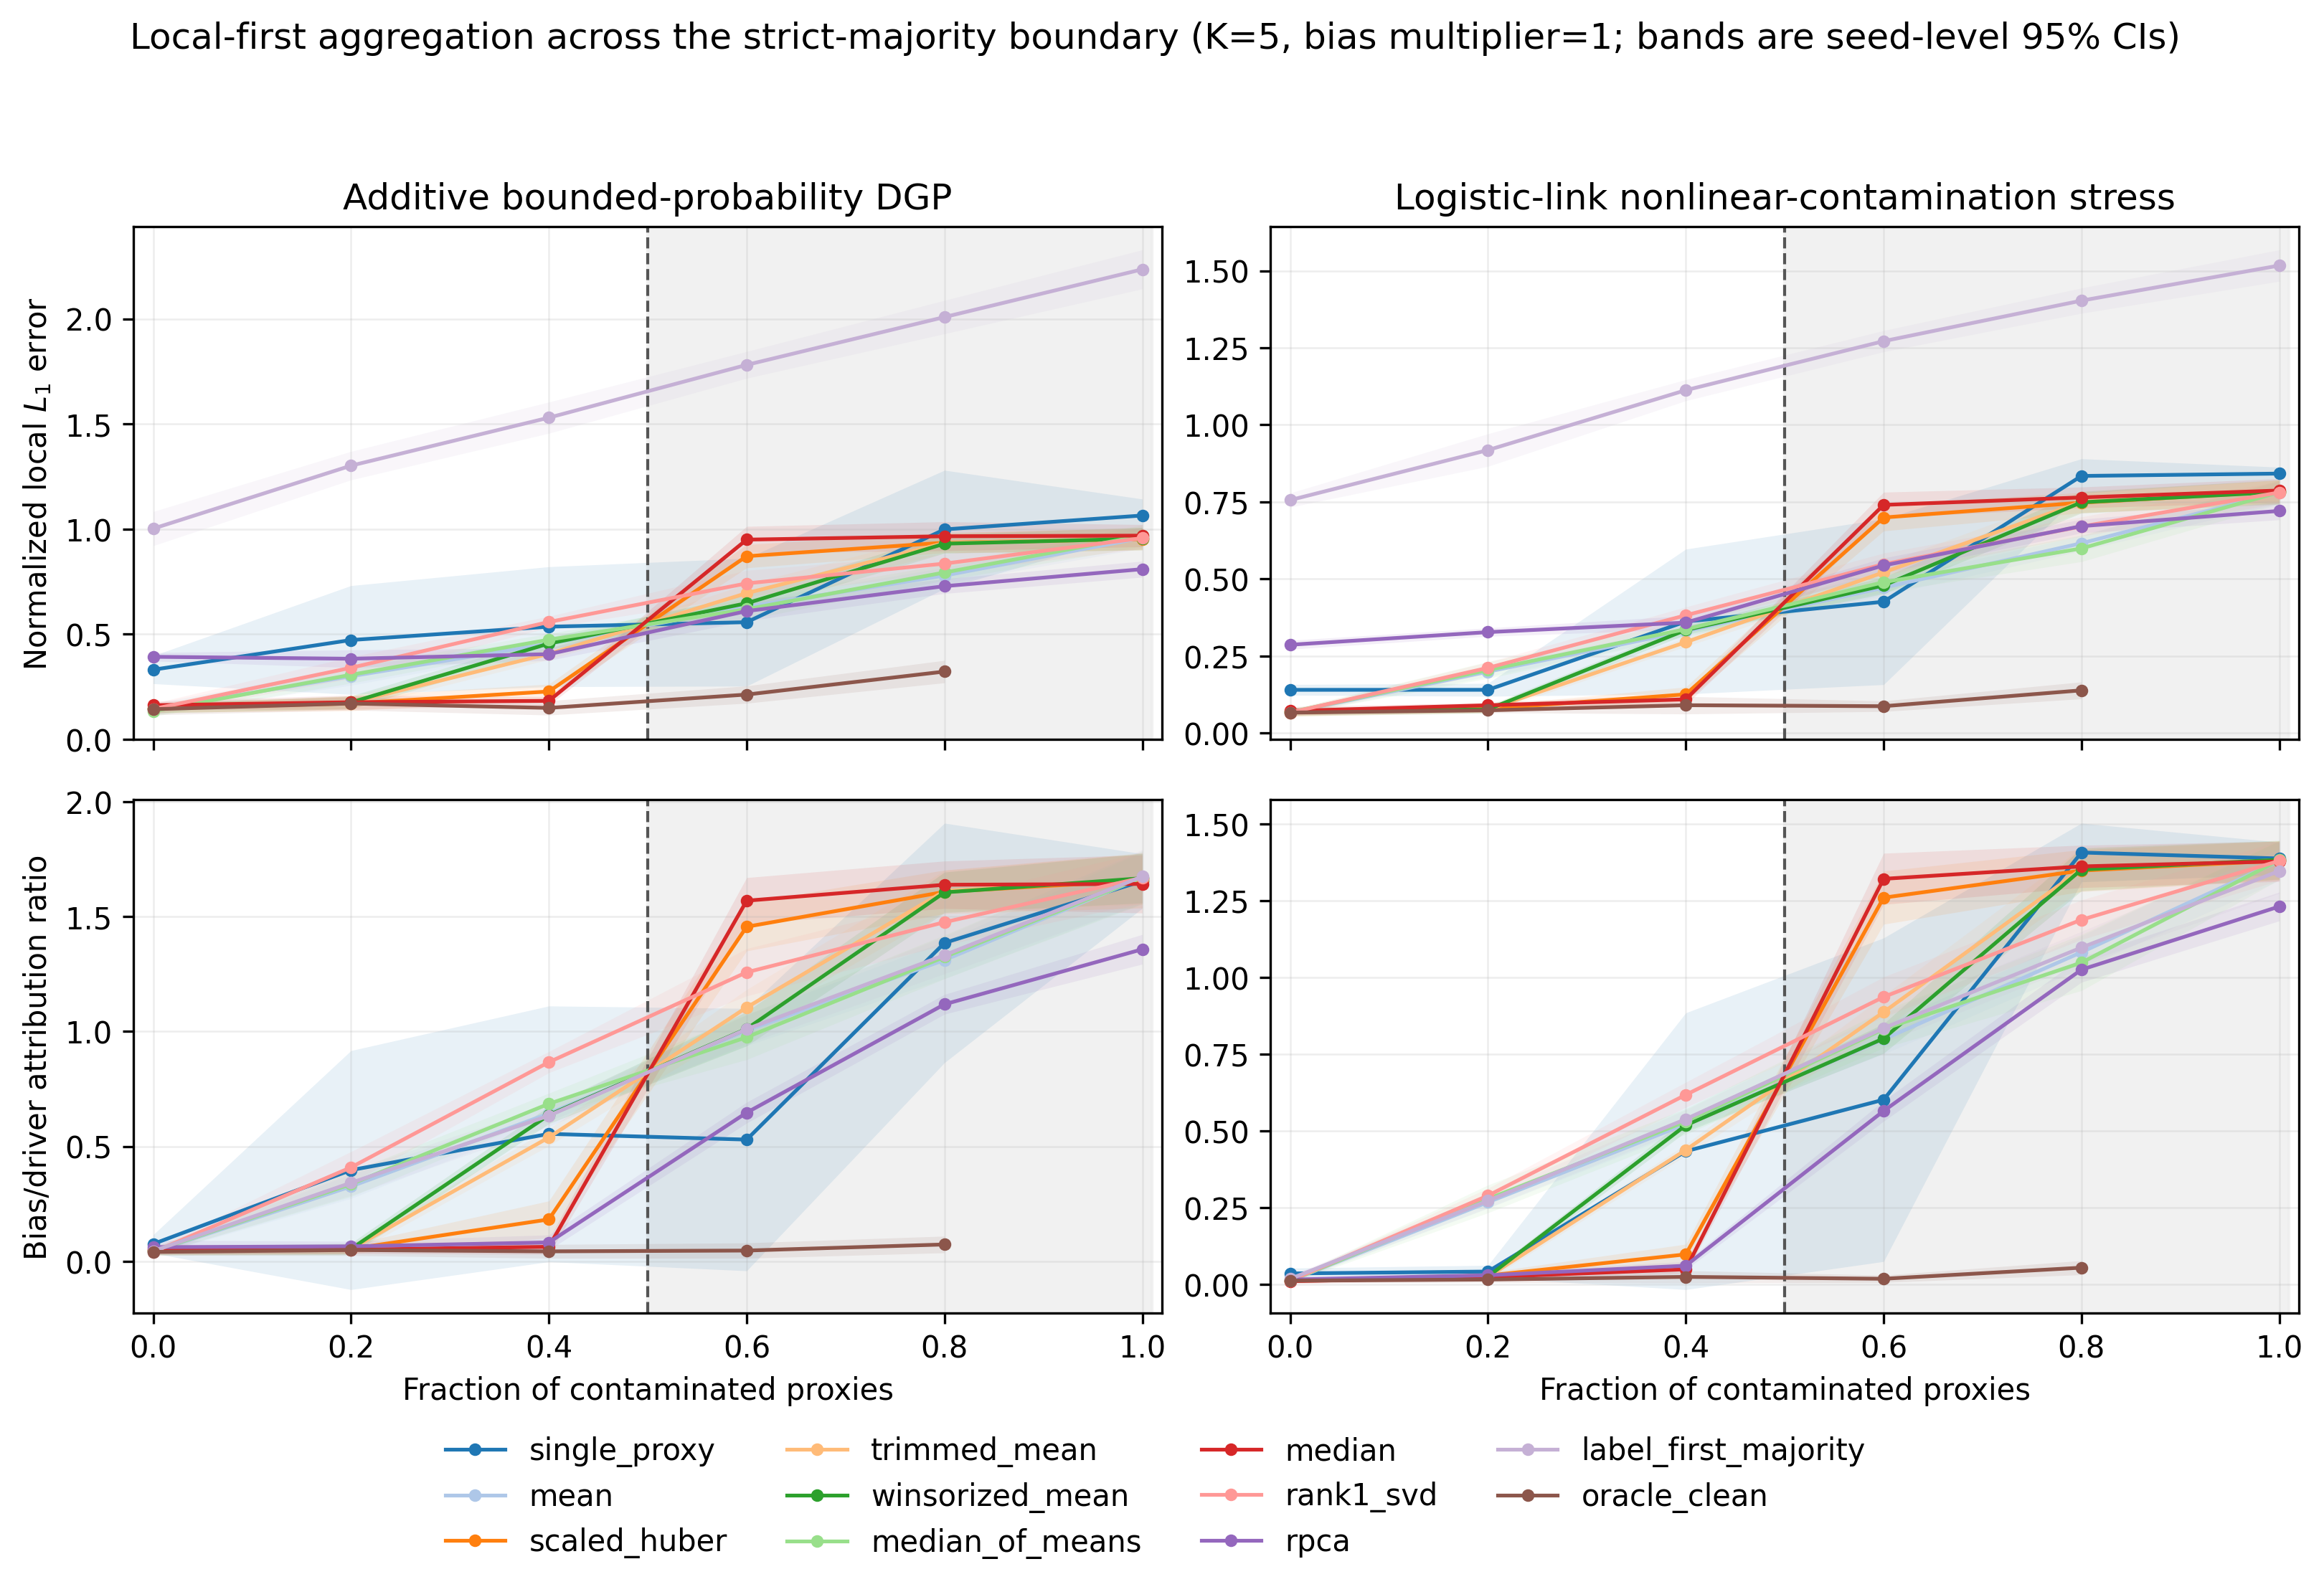 Local-first aggregation across the strict-majority boundary (K=5, bias multiplier=1; bands are seed-level 95% CIs)
Additive bounded-probability DGP
Logistic-link nonlinear-contamination stress
Normalized local L₁ error
2.0
1.5
1.0
0.5
0.0
1.50
1.25
1.00
0.75
0.50
0.25
0.00
Bias/driver attribution ratio
2.0
1.5
1.0
0.5
0.0
1.50
1.25
1.00
0.75
0.50
0.25
0.00
0.0 0.2 0.4 0.6 0.8 1.0
0.0 0.2 0.4 0.6 0.8 1.0
Fraction of contaminated proxies
Fraction of contaminated proxies
single_proxy
mean
scaled_huber
trimmed_mean
winsorized_mean
median_of_means
median
rank1_svd
rpca
label_first_majority
oracle_clean